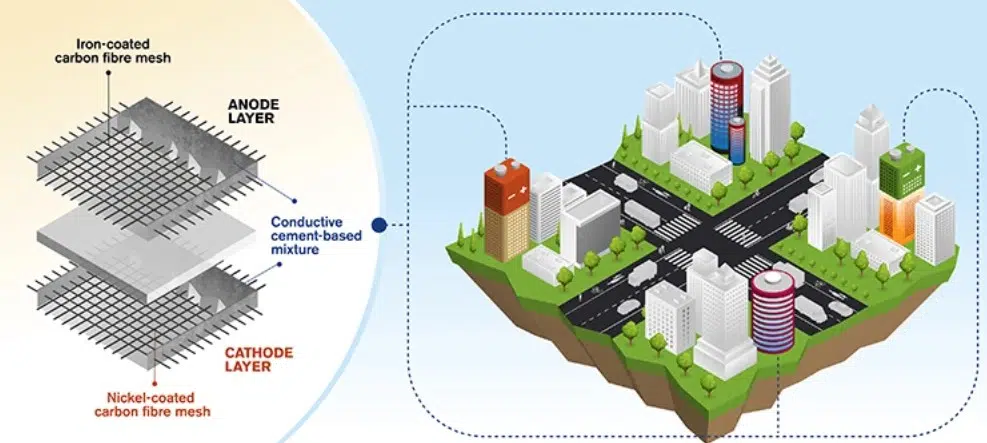 Iron-coated
carbon fibre mesh
ANODE
LAYER
Conductive
cement-based
mixture
CATHODE
LAYER
Nickel-coated
carbon fibre mesh
- +
- +